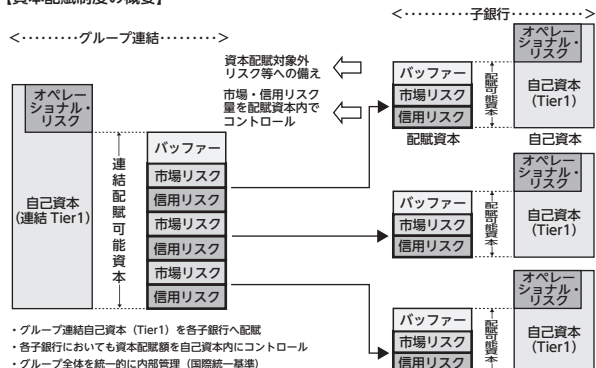 【資本配賦制度の概要】
<··········子銀行··········>
<··········グループ連結··········>
オペレー
ショナル・
リスク
自己資本
(連結 Tier1)
連結配賦可能資本
バッファー
市場リスク
信用リスク
市場リスク
信用リスク
市場リスク
信用リスク
資本配賦対象外
リスク等への備え
市場・信用リスク
量を配賦資本内で
コントロール
バッファー
市場リスク
信用リスク
配賦資本
配賦可能資本
オペレー
ショナル・
リスク
自己資本
(Tier1)
自己資本
バッファー
市場リスク
信用リスク
配賦可能資本
オペレー
ショナル・
リスク
自己資本
(Tier1)
バッファー
市場リスク
信用リスク
配賦可能資本
オペレー
ショナル・
リスク
自己資本
(Tier1)
・グループ連結自己資本（Tier1）を各子銀行へ配賦
・各子銀行においても資本配賦額を自己資本内にコントロール
・グループ全体を統一的に内部管理（国際統一基準）